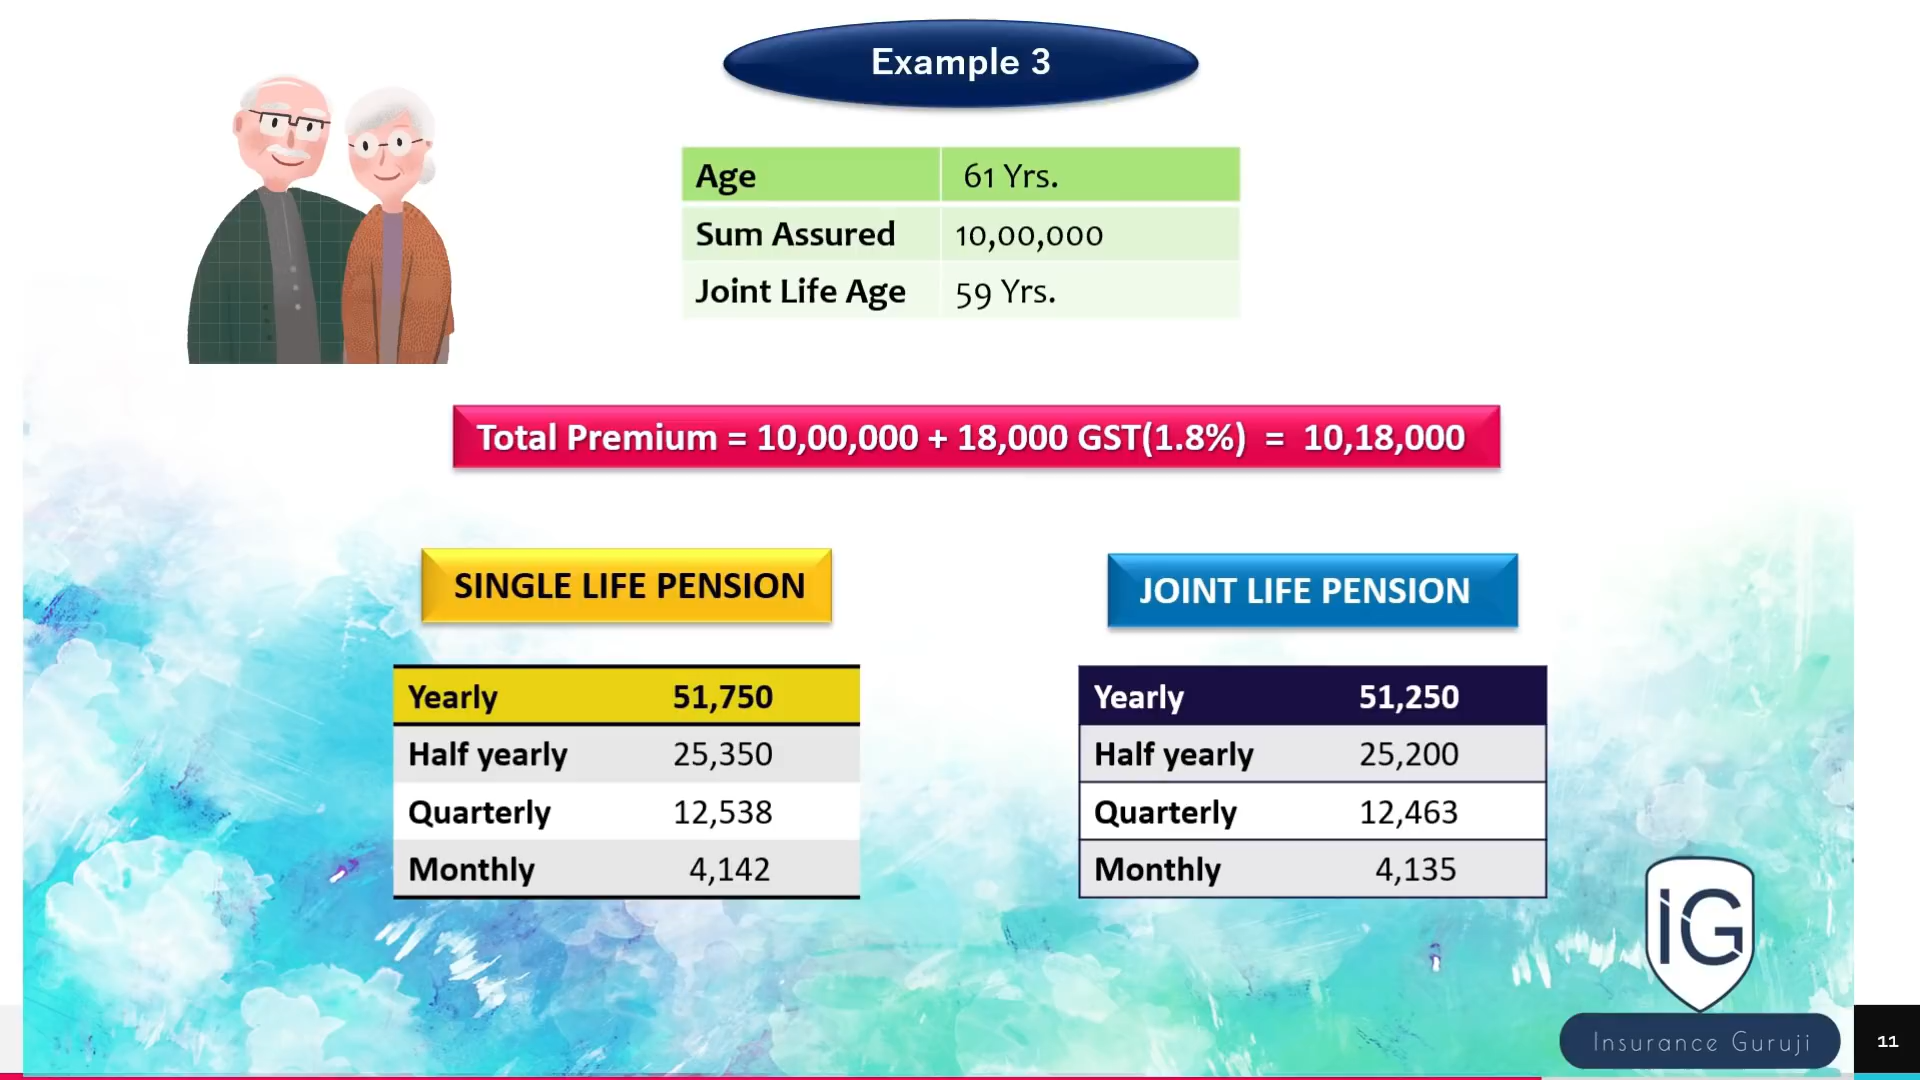 Example 3
Age 61 Yrs.
Sum Assured 10,00,000
Joint Life Age 59 Yrs.
Total Premium = 10,00,000 + 18,000 GST(1.8%) = 10,18,000
SINGLE LIFE PENSION
Yearly 51,750
Half yearly 25,350
Quarterly 12,538
Monthly 4,142
JOINT LIFE PENSION
Yearly 51,250
Half yearly 25,200
Quarterly 12,463
Monthly 4,135
IG
Insurance Guruji
11